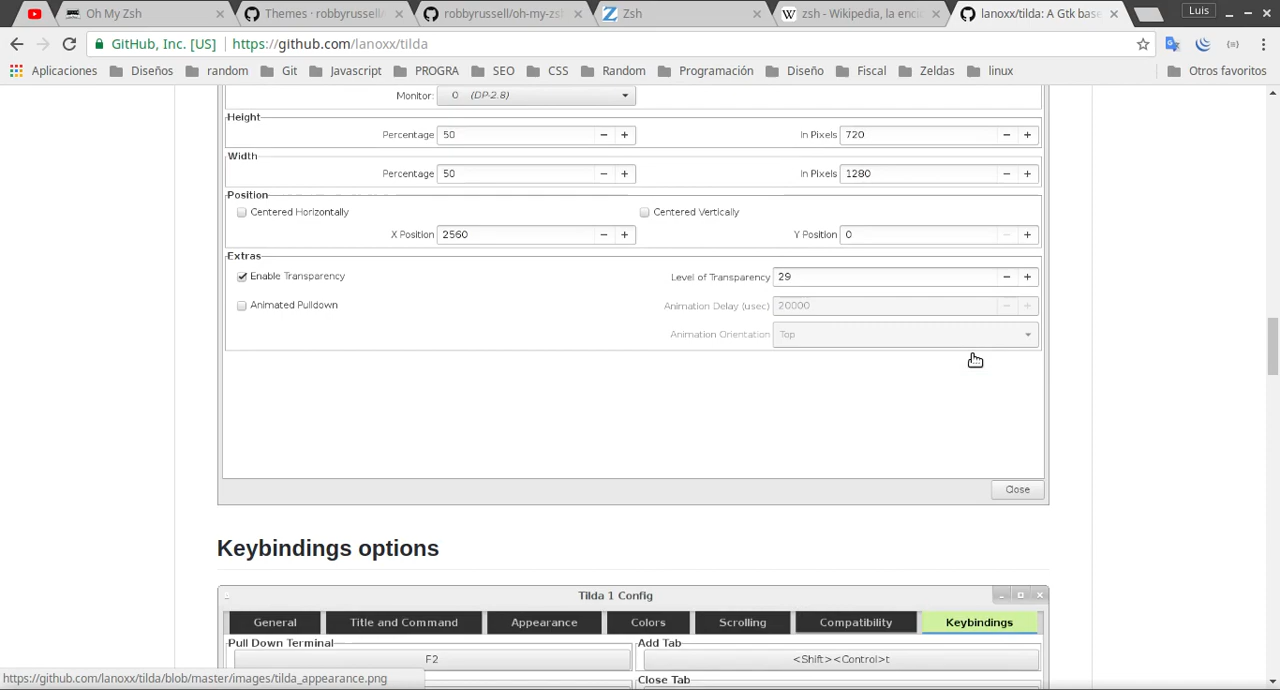 Oh My Zsh
Themes · robbyrussell/
robbyrussell/oh-my-zs
Zsh
zsh - Wikipedia, la enci
lanoxx/tilda: A Gtk base
Luis
GitHub, Inc. [US]
https://github.com/lanoxx/tilda
Aplicaciones
Diseños
random
Git
Javascript
PROGRA
SEO
CSS
Random
Programación
Diseño
Fiscal
Zeldas
linux
Otros favoritos
Monitor: 0 (DP-2.8)
Height
Percentage 50 In Pixels 720
Width
Percentage 50 In Pixels 1280
Position
Centered Horizontally Centered Vertically
X Position 2560 Y Position 0
Extras
Enable Transparency Level of Transparency 29
Animated Pulldown Animation Delay (usec) 20000
Animation Orientation Top
Close
Keybindings options
Tilda 1 Config
General Title and Command Appearance Colors Scrolling Compatibility Keybindings
Pull Down Terminal Add Tab
F2 <Shift><Control>t
Close Tab
https://github.com/lanoxx/tilda/blob/master/images/tilda_appearance.png